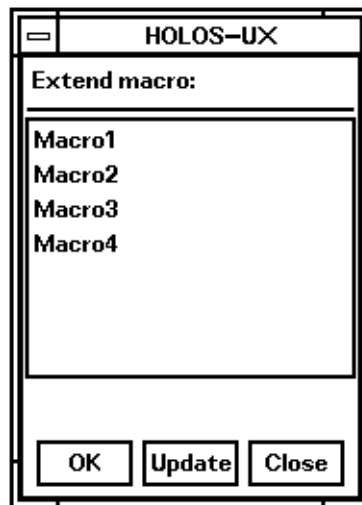 HOLOS-UX
Extend macro:
Macro1
Macro2
Macro3
Macro4
OK Update Close